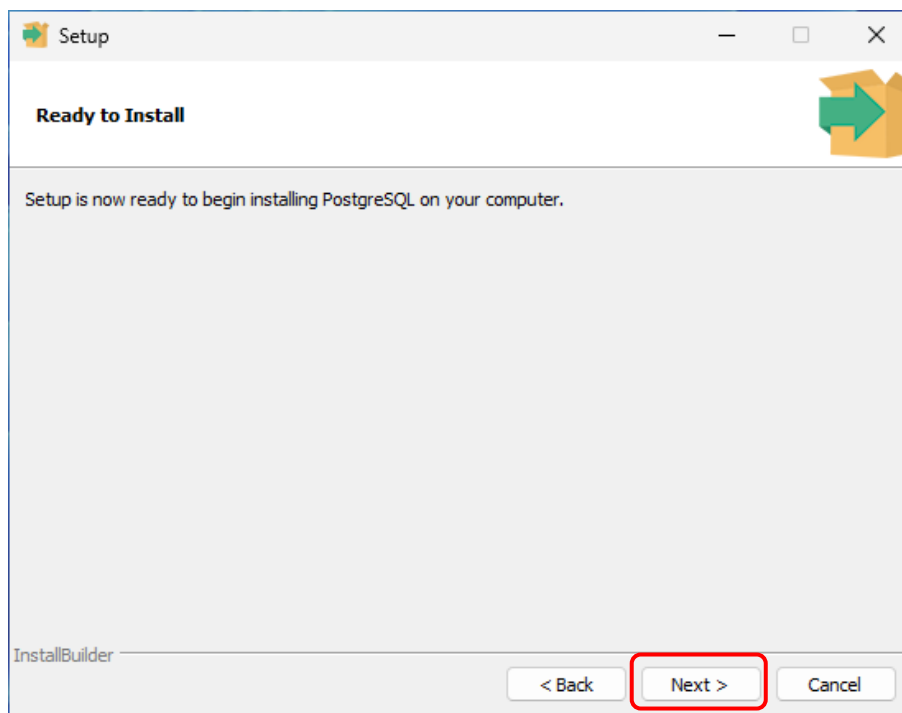 Setup
Ready to Install
Setup is now ready to begin installing PostgreSQL on your computer.
InstallBuilder
< Back
Next >
Cancel